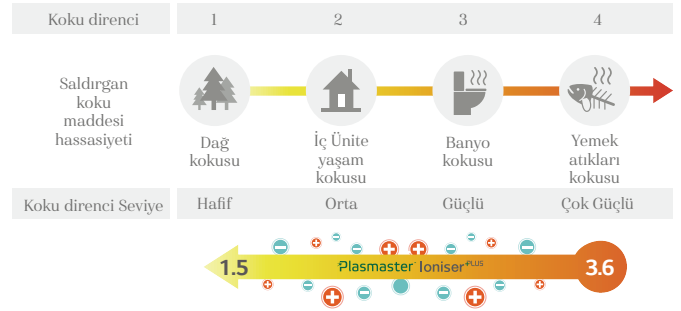 Koku direnci 1 2 3 4
Saldırgan
koku
maddesi
hassasiyeti
Dağ
kokusu
İç Ünite
yaşam
kokusu
Banyo
kokusu
Yemek
atıkları
kokusu
Koku direnci Seviye Hafif Orta Güçlü Çok Güçlü
1.5 Plasmaster Ioniser PLUS 3.6